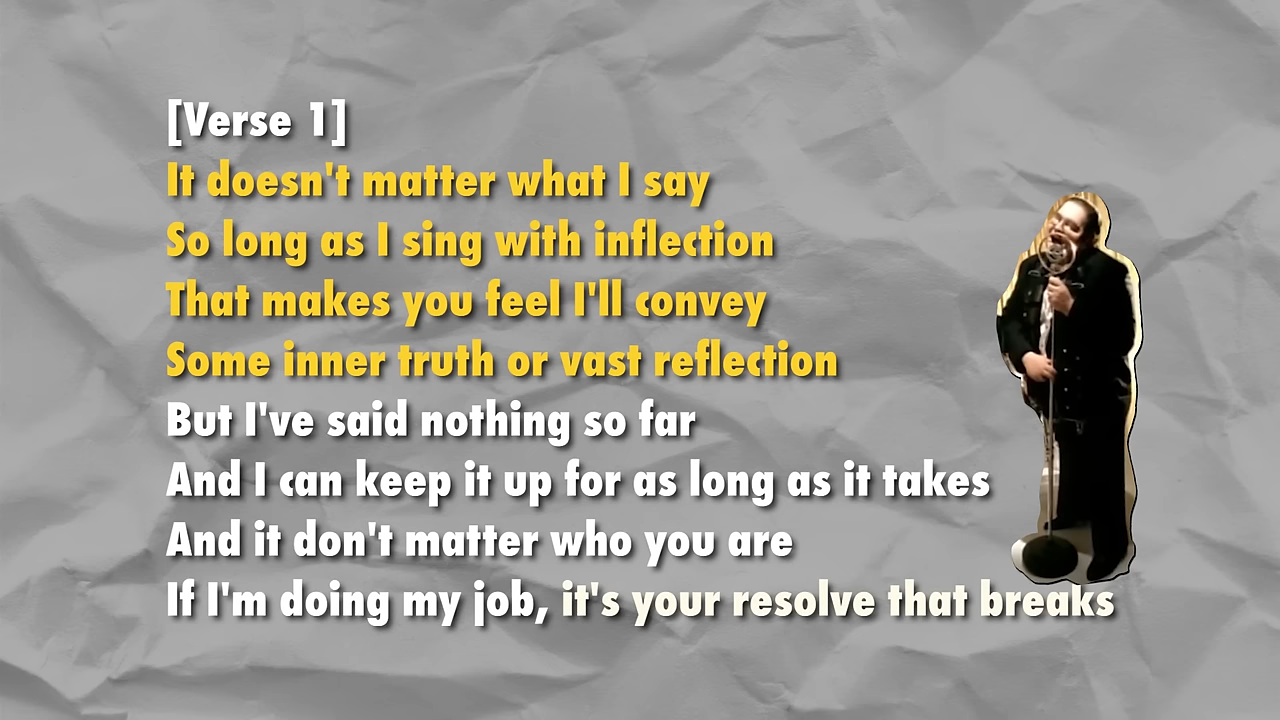 [Verse 1]
It doesn't matter what I say
So long as I sing with inflection
That makes you feel I'll convey
Some inner truth or vast reflection
But I've said nothing so far
And I can keep it up for as long as it takes
And it don't matter who you are
If I'm doing my job, it's your resolve that breaks